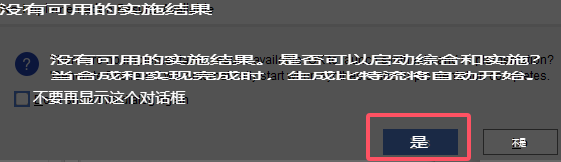 没有可用的实施结果
没有可用的实施结果。是否可以启动综合和实施?
当合成和实现完成时，生成比特流将自动开始.
不要再显示这个对话框
是